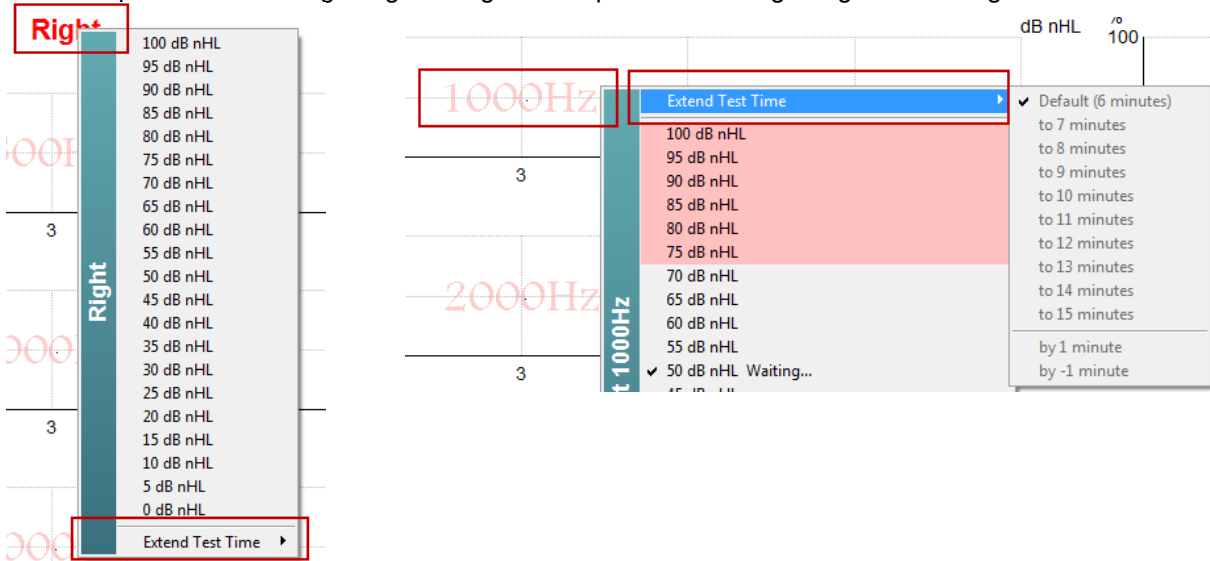 Right
100 dB nHL
95 dB nHL
90 dB nHL
85 dB nHL
80 dB nHL
75 dB nHL
70 dB nHL
65 dB nHL
60 dB nHL
55 dB nHL
50 dB nHL
45 dB nHL
40 dB nHL
35 dB nHL
30 dB nHL
25 dB nHL
20 dB nHL
15 dB nHL
10 dB nHL
5 dB nHL
0 dB nHL
Extend Test Time
Right
3
3
dB nHL
%
100
1000Hz
3
2000Hz
3
Extend Test Time
100 dB nHL
95 dB nHL
90 dB nHL
85 dB nHL
80 dB nHL
75 dB nHL
70 dB nHL
65 dB nHL
60 dB nHL
55 dB nHL
50 dB nHL Waiting...
1000Hz
Default (6 minutes)
to 7 minutes
to 8 minutes
to 9 minutes
to 10 minutes
to 11 minutes
to 12 minutes
to 13 minutes
to 14 minutes
to 15 minutes
by 1 minute
by -1 minute